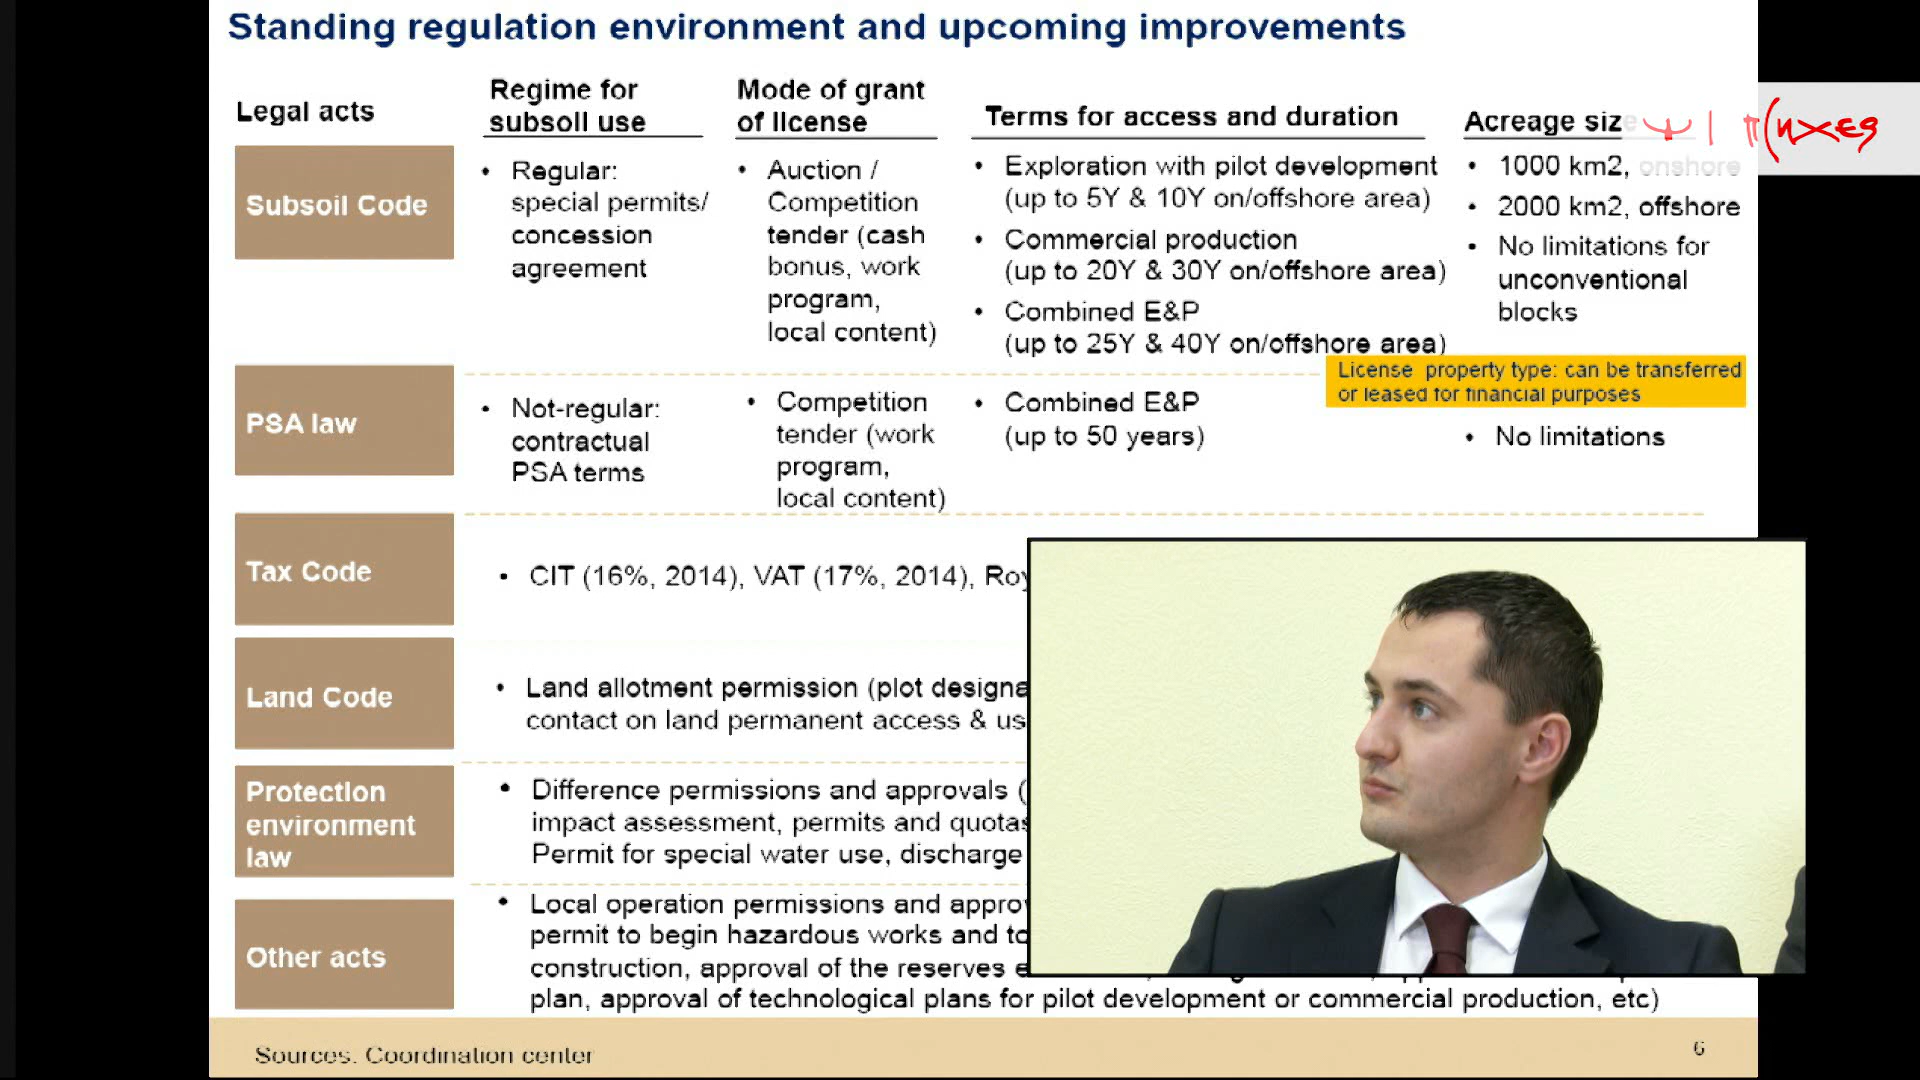 Standing regulation environment and upcoming improvements
Legal acts
Regime for
subsoil use
Mode of grant
of license
Terms for access and duration
Acreage size
Subsoil Code
• Regular:
special permits/
concession
agreement
• Auction /
Competition
tender (cash
bonus, work
program,
local content)
• Exploration with pilot development
(up to 5Y & 10Y on/offshore area)
• Commercial production
(up to 20Y & 30Y on/offshore area)
• Combined E&P
(up to 25Y & 40Y on/offshore area)
• 1000 km2, onshore
• 2000 km2, offshore
• No limitations for
unconventional
blocks
License property type: can be transferred
or leased for financial purposes
PSA law
• Not-regular:
contractual
PSA terms
• Competition
tender (work
program,
local content)
• Combined E&P
(up to 50 years)
• No limitations
Tax Code
• CIT (16%, 2014), VAT (17%, 2014), Roy
Land Code
• Land allotment permission (plot designa
contact on land permanent access & us
Protection
environment
law
• Difference permissions and approvals (
impact assessment, permits and quotas
Permit for special water use, discharge
Other acts
• Local operation permissions and approv
permit to begin hazardous works and to
construction, approval of the reserves e
plan, approval of technological plans for pilot development or commercial production, etc)
Sources. Coordination center
6